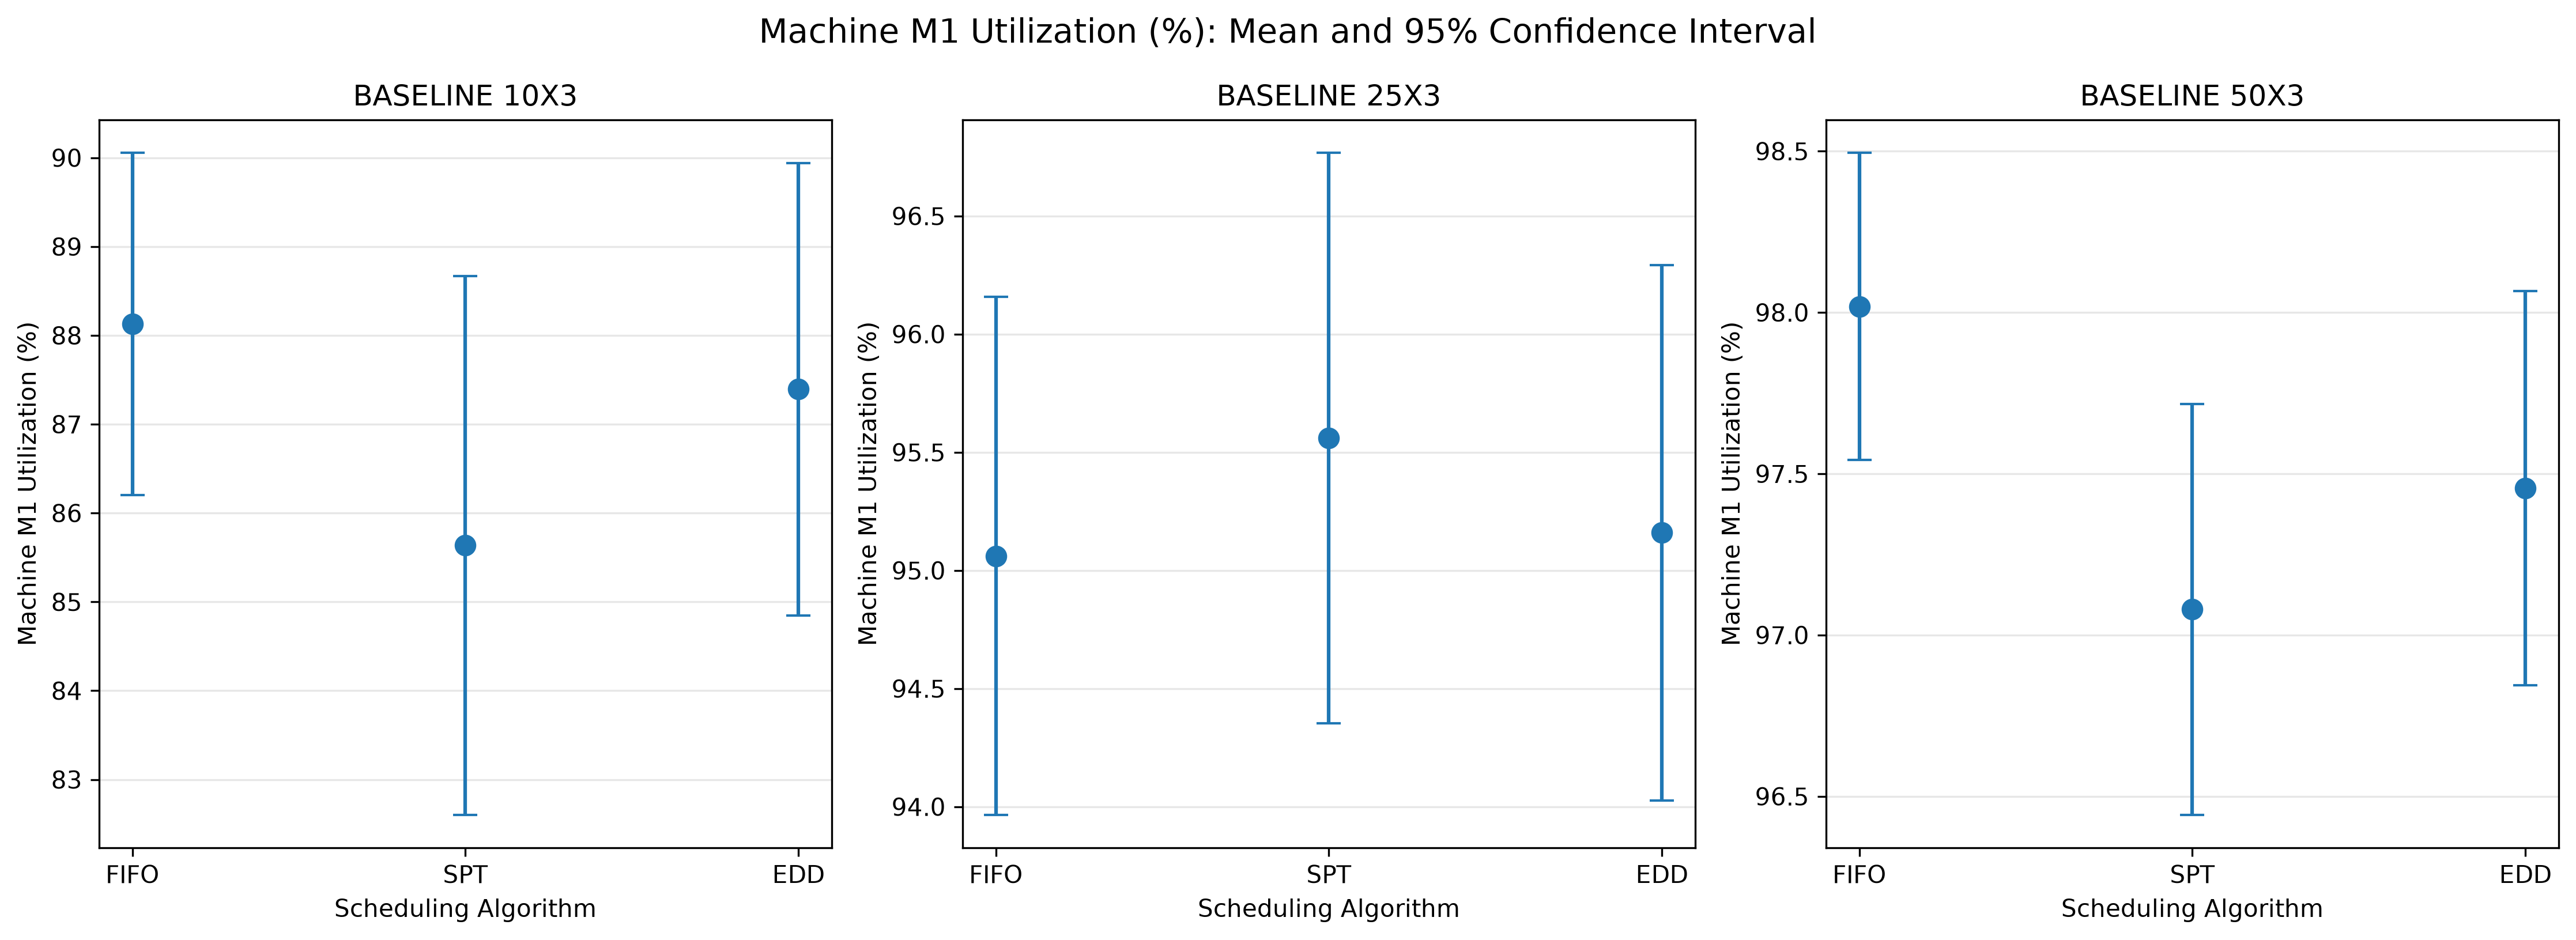 Machine M1 Utilization (%): Mean and 95% Confidence Interval
BASELINE 10X3
Machine M1 Utilization (%)
90
89
88
87
86
85
84
83
FIFO SPT EDD
Scheduling Algorithm
BASELINE 25X3
Machine M1 Utilization (%)
96.5
96.0
95.5
95.0
94.5
94.0
FIFO SPT EDD
Scheduling Algorithm
BASELINE 50X3
Machine M1 Utilization (%)
98.5
98.0
97.5
97.0
96.5
FIFO SPT EDD
Scheduling Algorithm